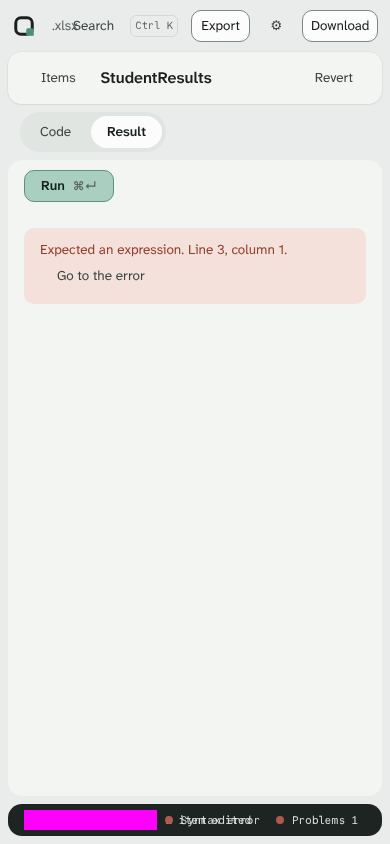 .xlsx Search Ctrl K Export Download
Items StudentResults Revert
Code Result
Run ⌘↵
Expected an expression. Line 3, column 1.
Go to the error
Problems 1